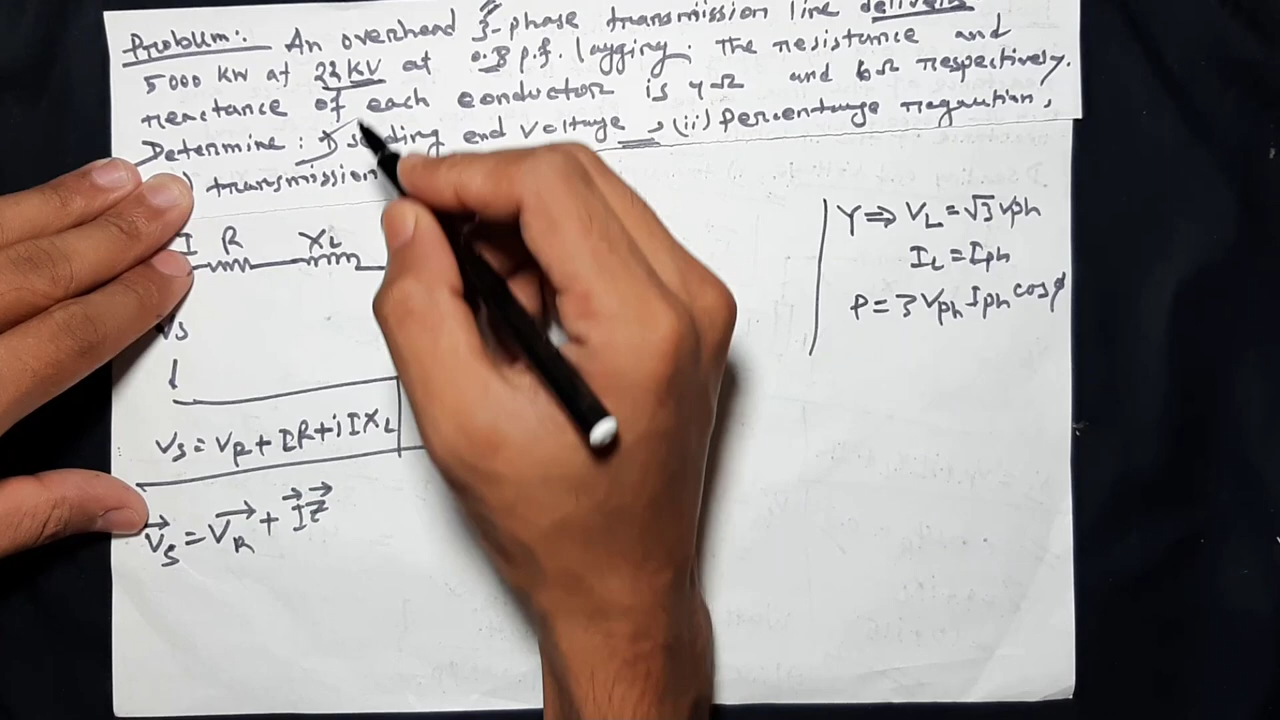 Problem:. An overhead 3-phase transmission line delivers
5000 kW at 22 KV at 0.8 p.f. lagging. The resistance and
reactance of each conductor is 4Ω and 6Ω respectively.
Determine: i) sending end voltage, (ii) percentage regaution,
) transmission
I R XL
Vs
Vs = VR + IR + jIXL
Vs = VR + IZ
Y ⇒ VL = √3 Vph
IL = Iph
P = 3 Vph Iph cosφ